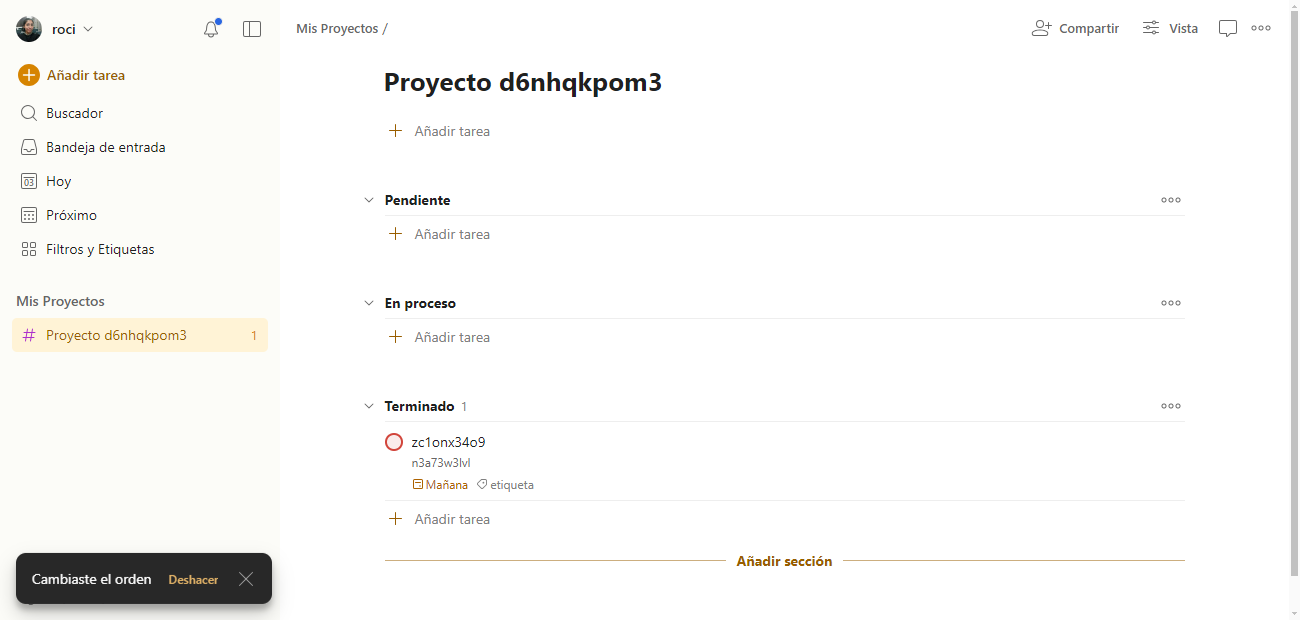 roci
Añadir tarea
Buscador
Bandeja de entrada
03
Hoy
Próximo
Filtros y Etiquetas
Mis Proyectos
# Proyecto d6nhqkpom3 1
Cambiaste el orden Deshacer
Mis Proyectos /
Compartir Vista
Proyecto d6nhqkpom3
Añadir tarea
Pendiente
Añadir tarea
En proceso
Añadir tarea
Terminado 1
zc1onx34o9
n3a73w3lvl
Mañana etiqueta
Añadir tarea
Añadir sección